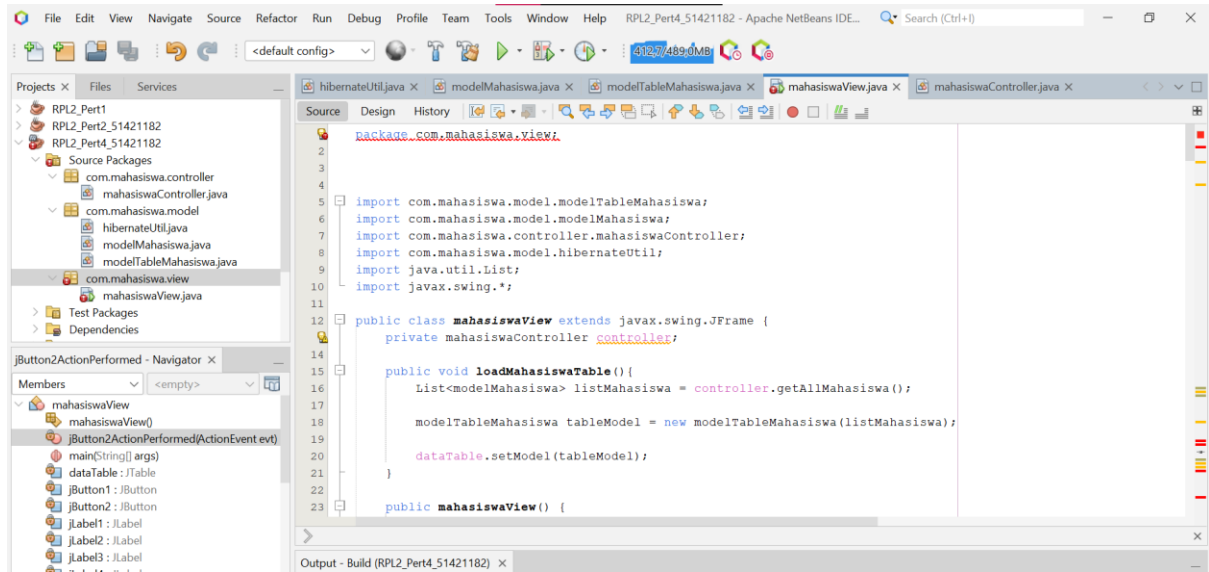 File Edit View Navigate Source Refactor Run Debug Profile Team Tools Window Help RPL2_Pert4_51421182 - Apache NetBeans IDE... Search (Ctrl+I)
<default config> 412,7/489,0MB
Projects Files Services
hibernateUtil.java modelMahasiswa.java modelTableMahasiswa.java mahasiswaView.java mahasiswaController.java
Source Design History
RPL2_Pert1
RPL2_Pert2_51421182
RPL2_Pert4_51421182
Source Packages
com.mahasiswa.controller
mahasiswaController.java
com.mahasiswa.model
hibernateUtil.java
modelMahasiswa.java
modelTableMahasiswa.java
com.mahasiswa.view
mahasiswaView.java
Test Packages
Dependencies
jButton2ActionPerformed - Navigator
Members <empty>
mahasiswaView
mahasiswaView()
jButton2ActionPerformed(ActionEvent evt)
main(String[] args)
dataTable : JTable
jButton1 : JButton
jButton2 : JButton
jLabel1 : JLabel
jLabel2 : JLabel
jLabel3 : JLabel
package com.mahasiswa.view;
2
3
4
5 import com.mahasiswa.model.modelTableMahasiswa;
6 import com.mahasiswa.model.modelMahasiswa;
7 import com.mahasiswa.controller.mahasiswaController;
8 import com.mahasiswa.model.hibernateUtil;
9 import java.util.List;
10 import javax.swing.*;
11
12 public class mahasiswaView extends javax.swing.JFrame {
private mahasiswaController controller;
14
15 public void loadMahasiswaTable(){
16 List<modelMahasiswa> listMahasiswa = controller.getAllMahasiswa();
17
18 modelTableMahasiswa tableModel = new modelTableMahasiswa(listMahasiswa);
19
20 dataTable.setModel(tableModel);
21 }
22
23 public mahasiswaView() {
Output - Build (RPL2_Pert4_51421182)